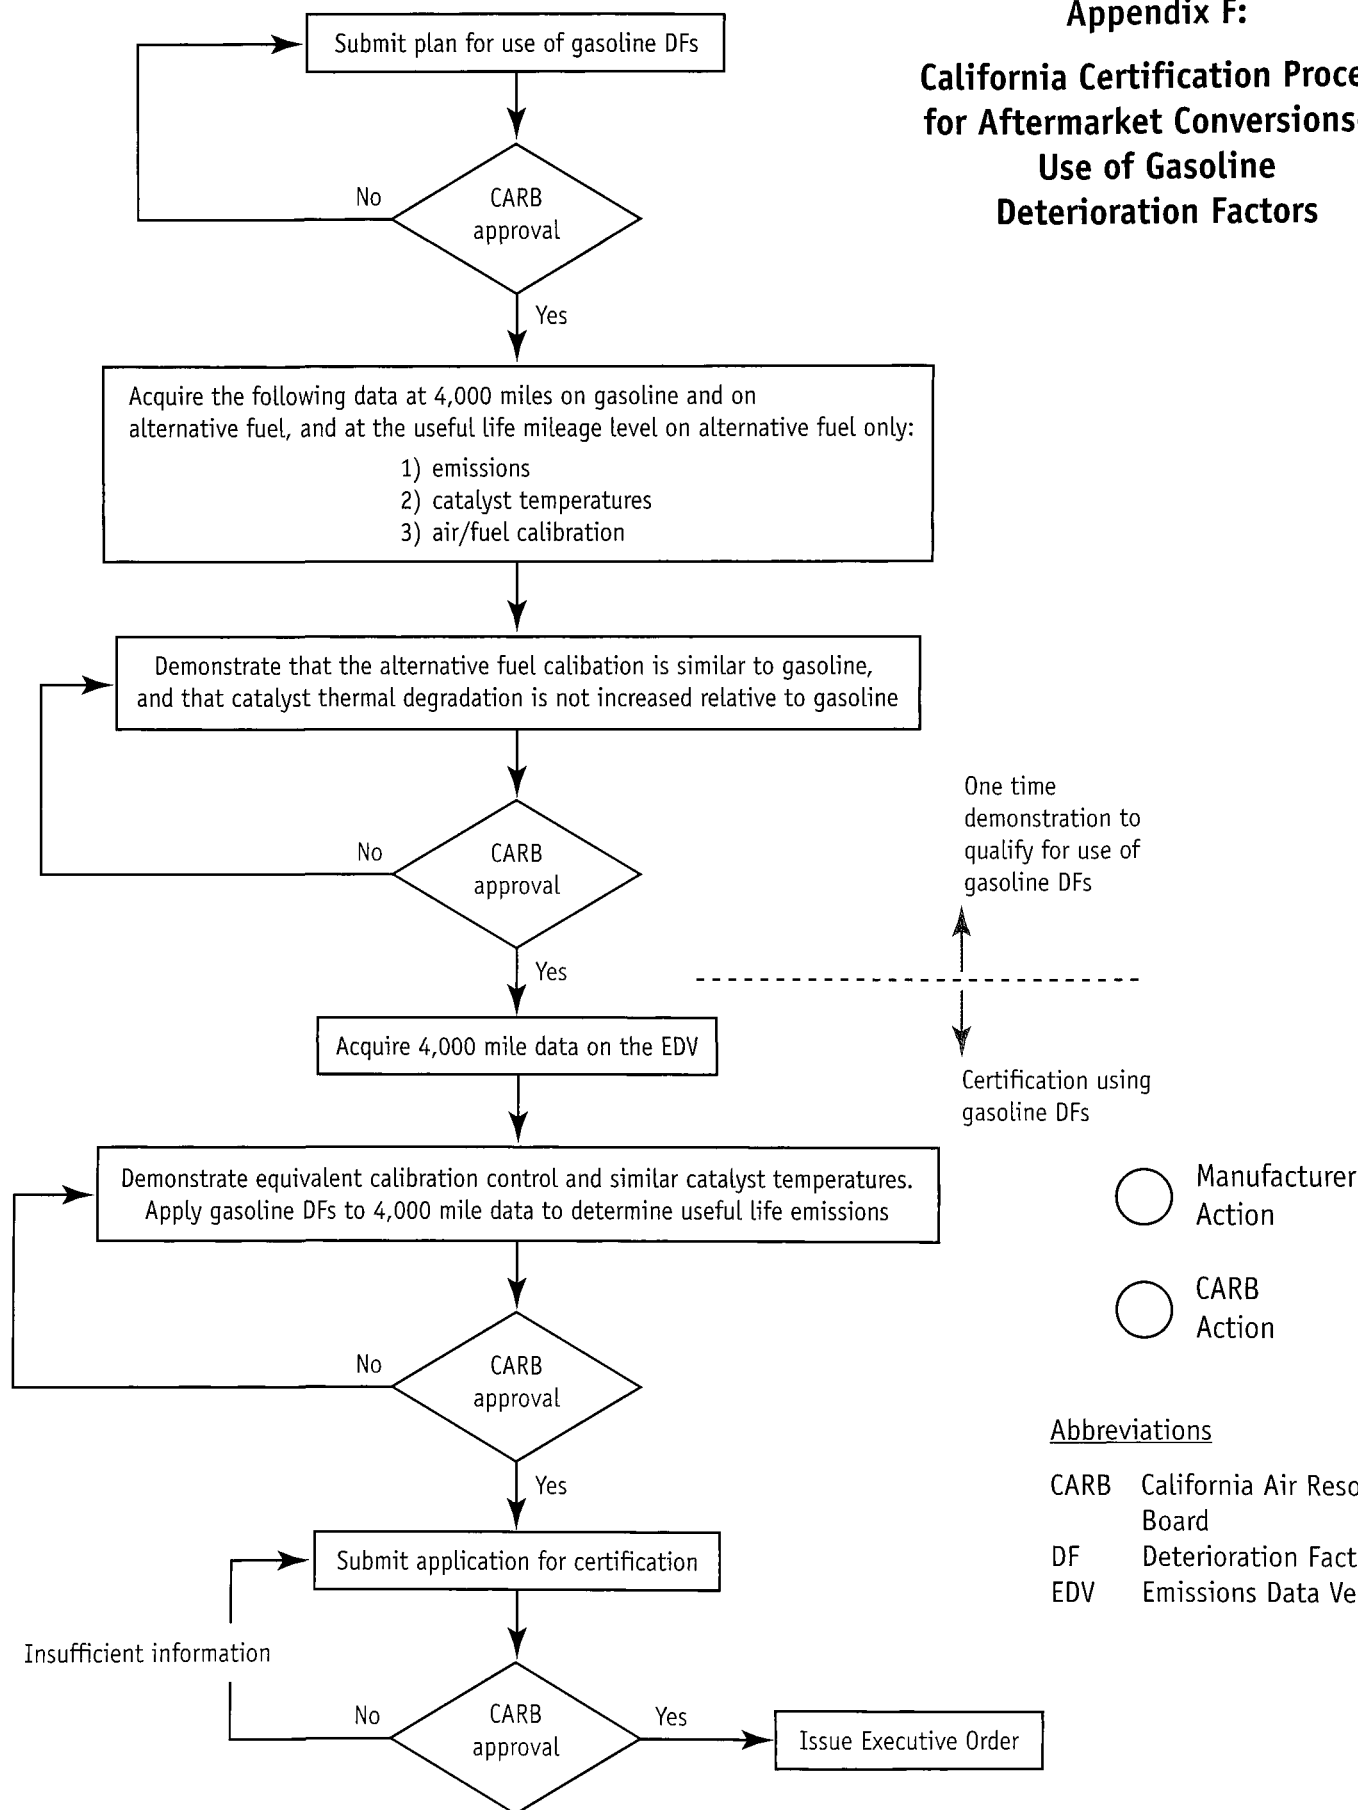 Appendix F:
California Certification Proce
for Aftermarket Conversions
Use of Gasoline
Deterioration Factors
Submit plan for use of gasoline DFs
No
CARB
approval
Yes
Acquire the following data at 4,000 miles on gasoline and on
alternative fuel, and at the useful life mileage level on alternative fuel only:
1) emissions
2) catalyst temperatures
3) air/fuel calibration
Demonstrate that the alternative fuel calibation is similar to gasoline,
and that catalyst thermal degradation is not increased relative to gasoline
No
CARB
approval
Yes
One time
demonstration to
qualify for use of
gasoline DFs
Certification using
gasoline DFs
Acquire 4,000 mile data on the EDV
Demonstrate equivalent calibration control and similar catalyst temperatures.
Apply gasoline DFs to 4,000 mile data to determine useful life emissions
Manufacturer
Action
CARB
Action
No
CARB
approval
Yes
Abbreviations
CARB California Air Reso
Board
DF Deterioration Fact
EDV Emissions Data Ve
Submit application for certification
Insufficient information
No
CARB
approval
Yes
Issue Executive Order